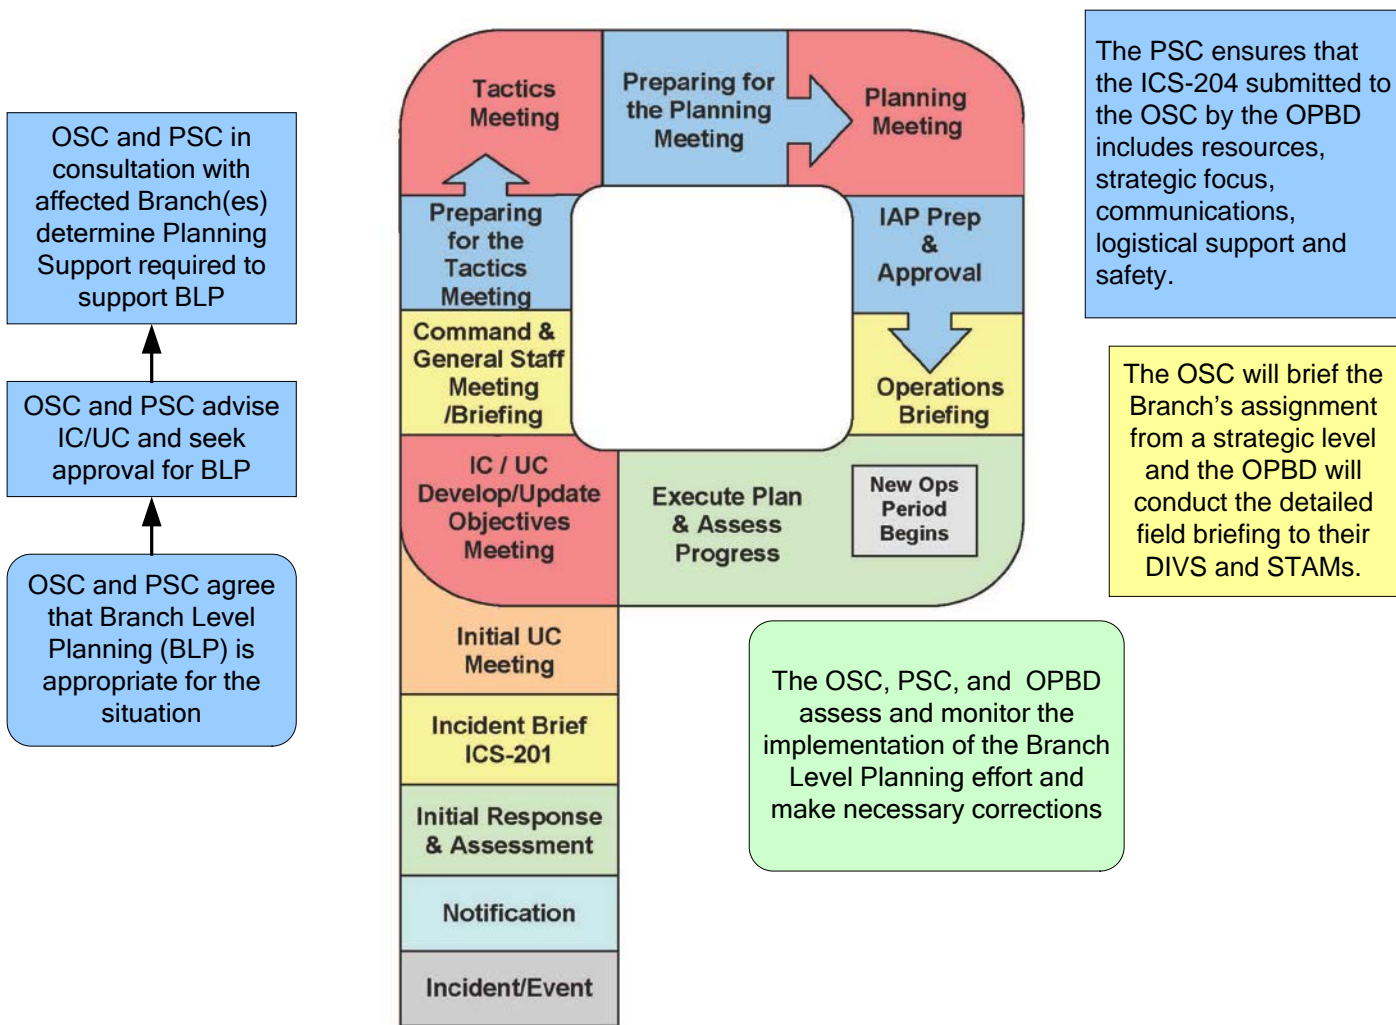 OSC and PSC in
consultation with
affected Branch(es)
determine Planning
Support required to
support BLP
OSC and PSC advise
IC/UC and seek
approval for BLP
OSC and PSC agree
that Branch Level
Planning (BLP) is
appropriate for the
situation
Tactics
Meeting
Preparing for
the Planning
Meeting
Planning
Meeting
Preparing
for the
Tactics
Meeting
IAP Prep
&
Approval
Command &
General Staff
Meeting
/Briefing
Operations
Briefing
IC / UC
Develop/Update
Objectives
Meeting
Execute Plan
& Assess
Progress
New Ops
Period
Begins
Initial UC
Meeting
Incident Brief
ICS-201
Initial Response
& Assessment
Notification
Incident/Event
The PSC ensures that
the ICS-204 submitted to
the OSC by the OPBD
includes resources,
strategic focus,
communications,
logistical support and
safety.
The OSC will brief the
Branch's assignment
from a strategic level
and the OPBD will
conduct the detailed
field briefing to their
DIVS and STAMs.
The OSC, PSC, and OPBD
assess and monitor the
implementation of the Branch
Level Planning effort and
make necessary corrections